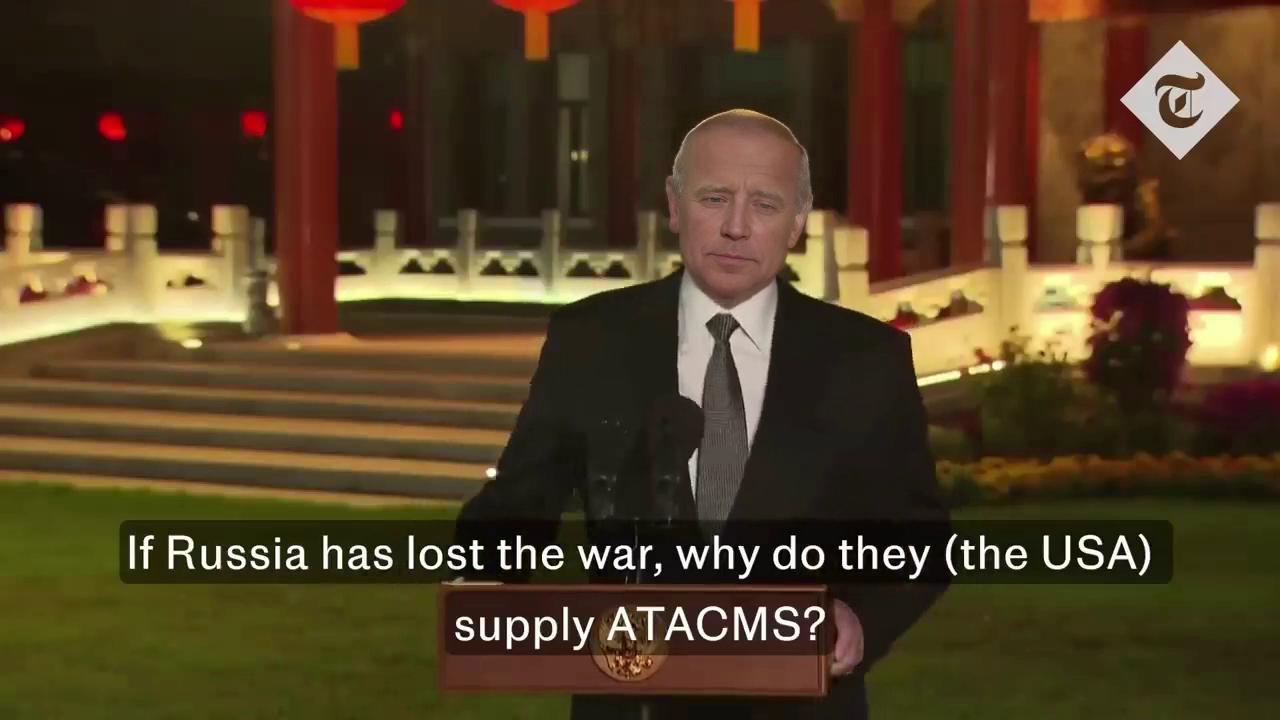 If Russia has lost the war, why do they (the USA)
supply ATACMS?
T